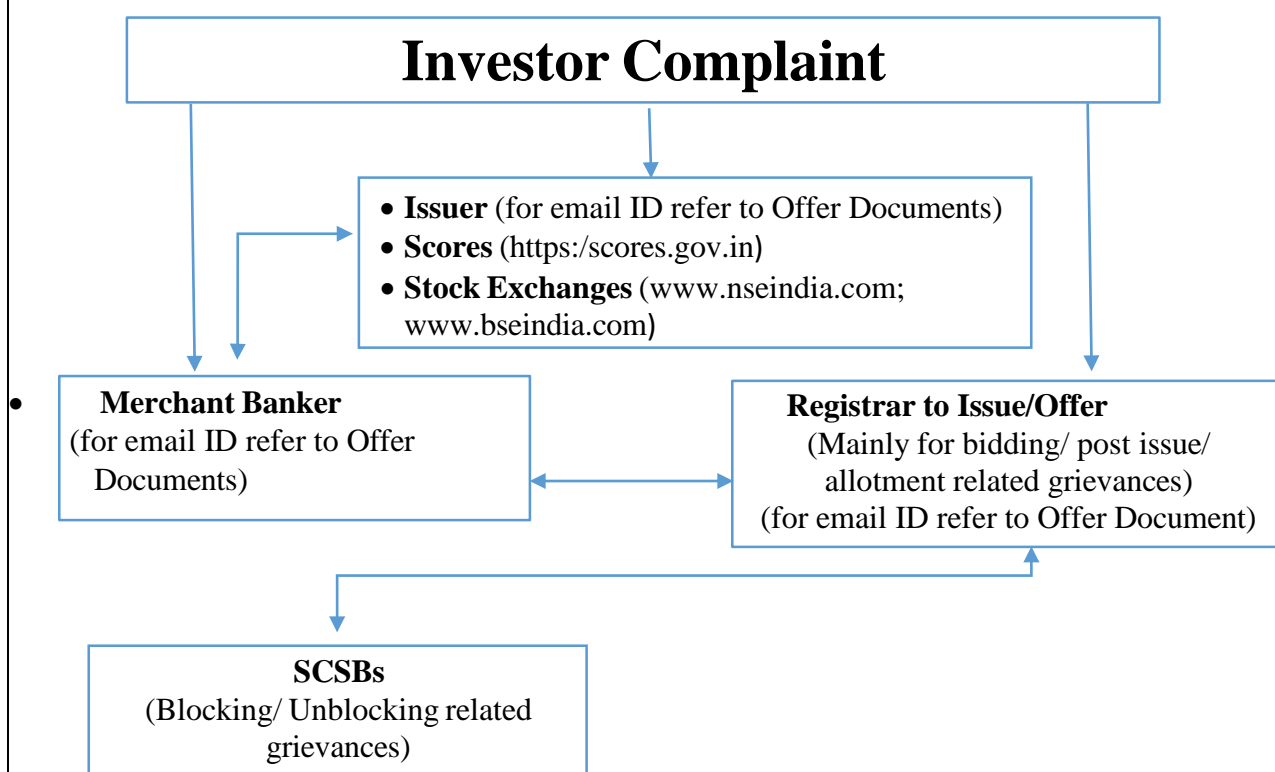 Investor Complaint
• Issuer (for email ID refer to Offer Documents)
• Scores (https:/scores.gov.in)
• Stock Exchanges (www.nseindia.com;
www.bseindia.com)
•
Merchant Banker
(for email ID refer to Offer
Documents)
Registrar to Issue/Offer
(Mainly for bidding/ post issue/
allotment related grievances)
(for email ID refer to Offer Document)
SCSBs
(Blocking/ Unblocking related
grievances)